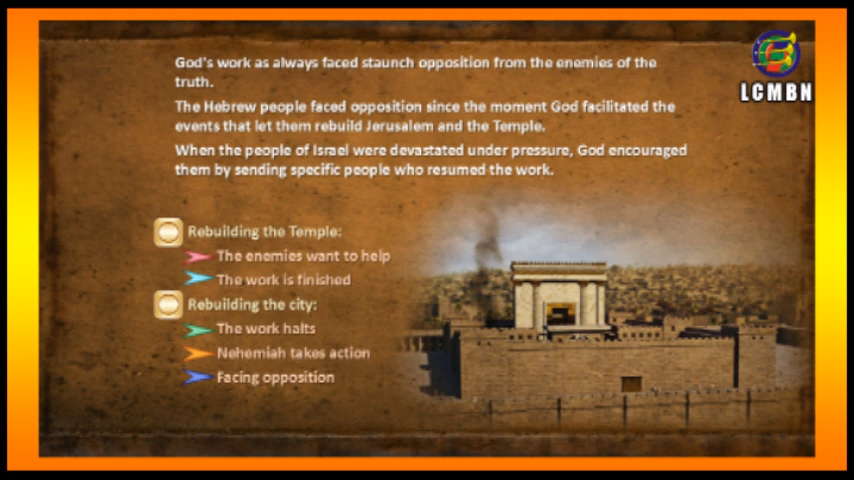 God's work as always faced staunch opposition from the enemies of the
truth.
The Hebrew people faced opposition since the moment God facilitated the
events that let them rebuild Jerusalem and the Temple.
When the people of Israel were devastated under pressure, God encouraged
them by sending specific people who resumed the work.
LCMBN
Rebuilding the Temple:
The enemies want to help
The work is finished
Rebuilding the city:
The work halts
Nehemiah takes action
Facing opposition